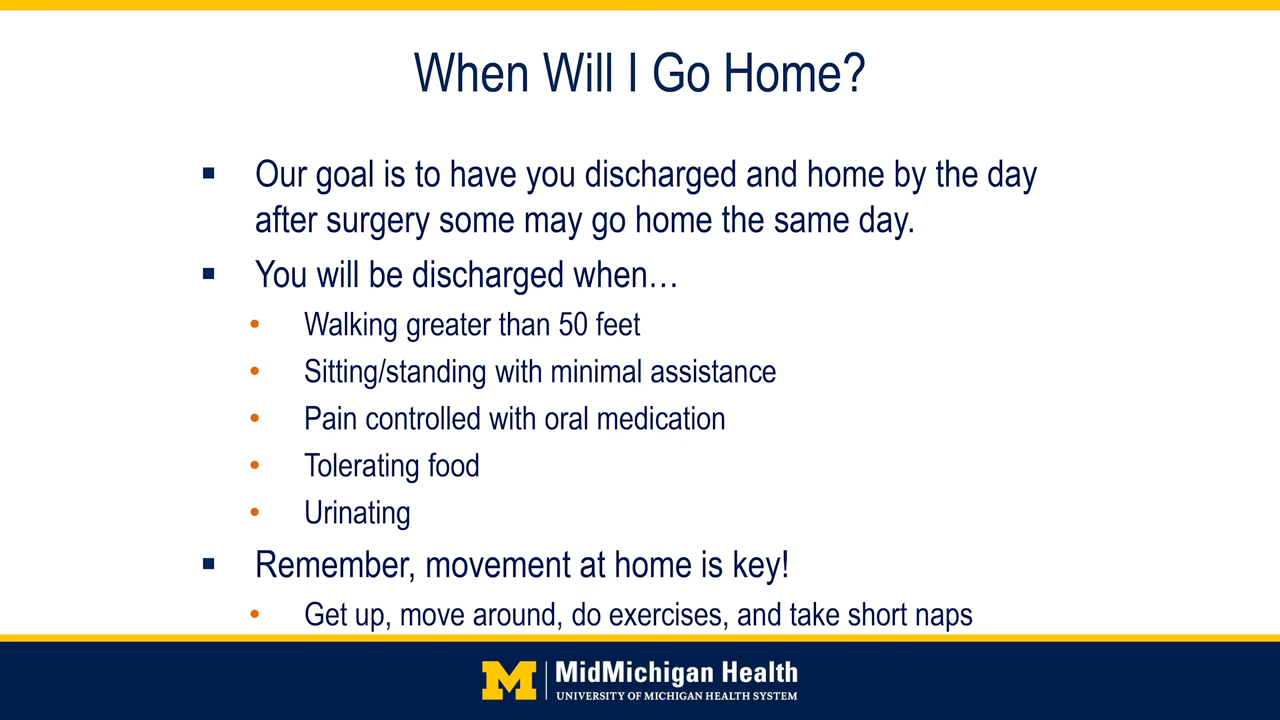 When Will I Go Home?
▪ Our goal is to have you discharged and home by the day
after surgery some may go home the same day.
▪ You will be discharged when…
• Walking greater than 50 feet
• Sitting/standing with minimal assistance
• Pain controlled with oral medication
• Tolerating food
• Urinating
▪ Remember, movement at home is key!
• Get up, move around, do exercises, and take short naps
M MidMichigan Health
UNIVERSITY OF MICHIGAN HEALTH SYSTEM